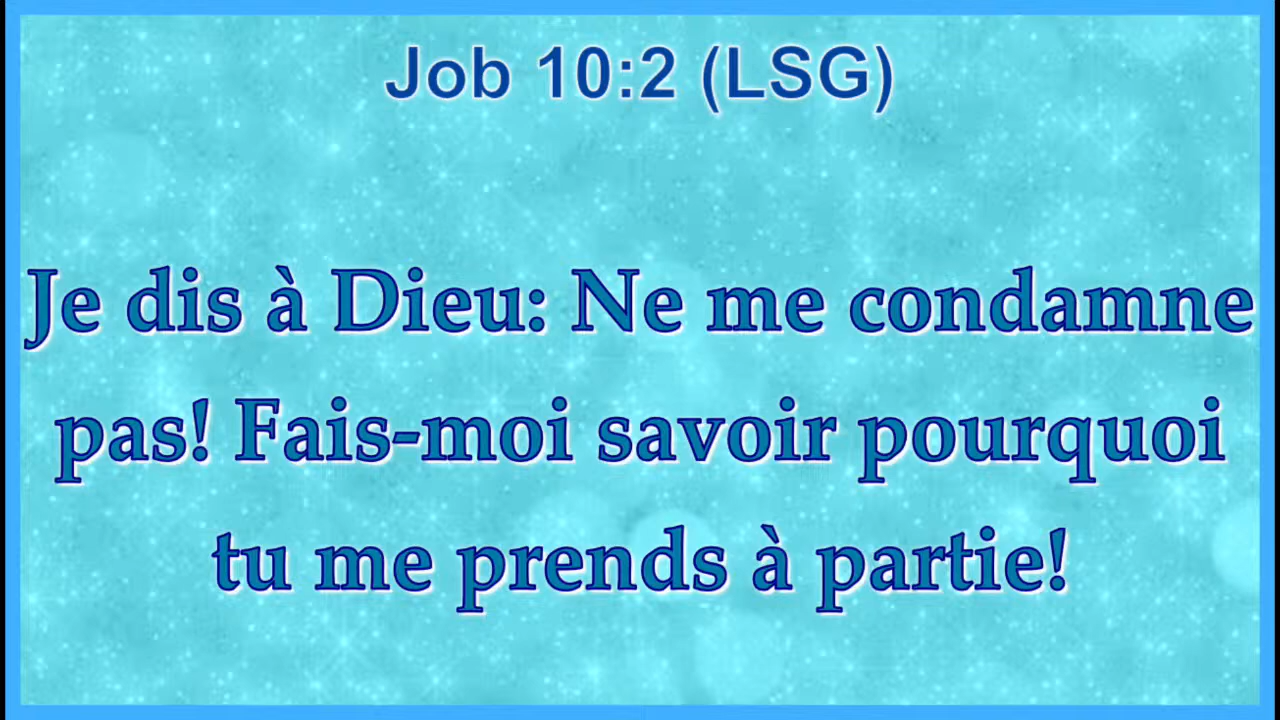 Job 10:2 (LSG)
Je dis à Dieu: Ne me condamne
pas! Fais-moi savoir pourquoi
tu me prends à partie!